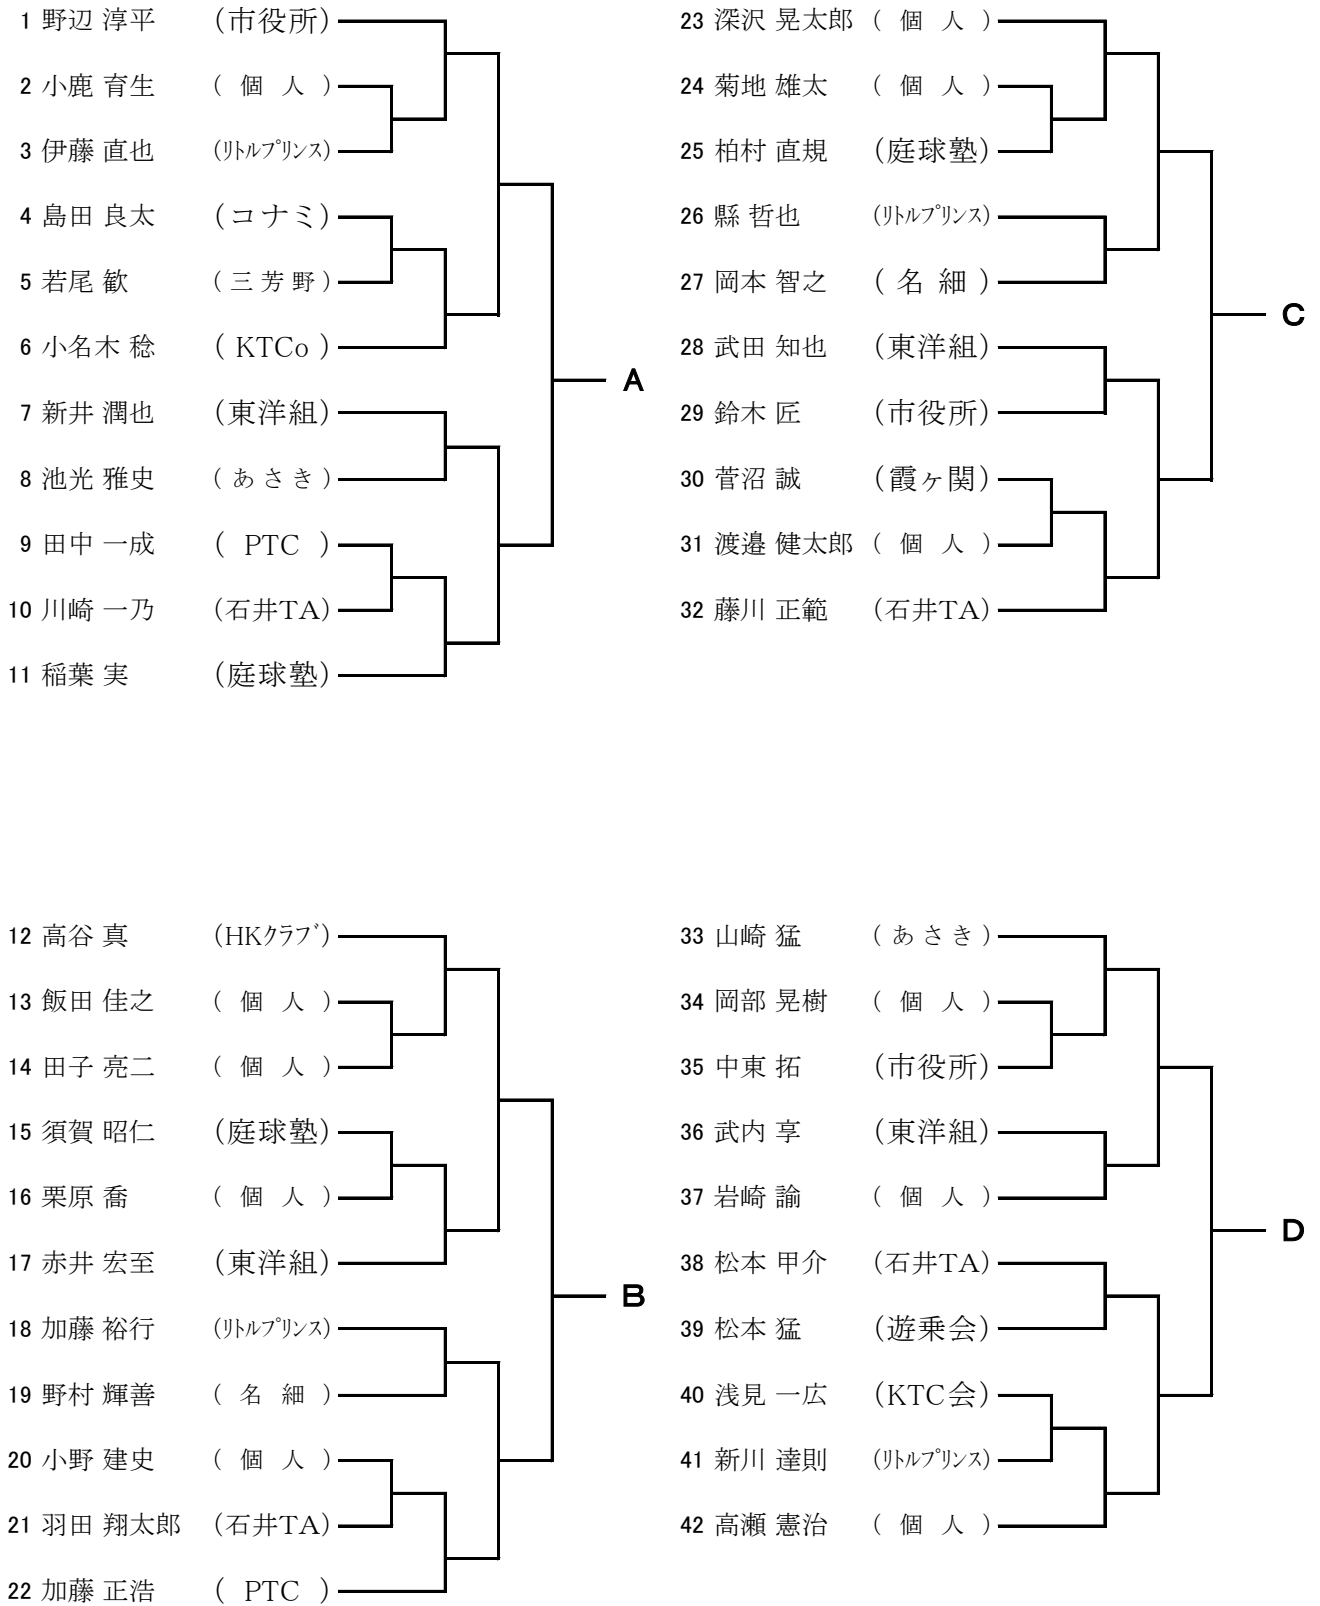 1 野辺 淳平 (市役所)
2 小鹿 育生 ( 個 人 )
3 伊藤 直也 (ﾘﾄﾙﾌﾟﾘﾝｽ)
4 島田 良太 (コナミ)
5 若尾 歓 ( 三 芳 野 )
6 小名木 稔 ( KTCo )
A
7 新井 潤也 (東洋組)
8 池光 雅史 ( あ さ き )
9 田中 一成 ( PTC )
10 川崎 一乃 (石井TA)
11 稲葉 実 (庭球塾)
23 深沢 晃太郎 ( 個 人 )
24 菊地 雄太 ( 個 人 )
25 柏村 直規 (庭球塾)
26 縣 哲也 (ﾘﾄﾙﾌﾟﾘﾝｽ)
27 岡本 智之 ( 名 細 )
C
28 武田 知也 (東洋組)
29 鈴木 匠 (市役所)
30 菅沼 誠 (霞ヶ関)
31 渡邉 健太郎 ( 個 人 )
32 藤川 正範 (石井TA)
12 高谷 真 (HKｸﾗﾌﾞ)
13 飯田 佳之 ( 個 人 )
14 田子 亮二 ( 個 人 )
15 須賀 昭仁 (庭球塾)
16 栗原 喬 ( 個 人 )
17 赤井 宏至 (東洋組)
B
18 加藤 裕行 (ﾘﾄﾙﾌﾟﾘﾝｽ)
19 野村 輝善 ( 名 細 )
20 小野 建史 ( 個 人 )
21 羽田 翔太郎 (石井TA)
22 加藤 正浩 ( PTC )
33 山崎 猛 ( あ さ き )
34 岡部 晃樹 ( 個 人 )
35 中東 拓 (市役所)
36 武内 享 (東洋組)
37 岩崎 諭 ( 個 人 )
D
38 松本 甲介 (石井TA)
39 松本 猛 (遊乗会)
40 浅見 一広 (KTC会)
41 新川 達則 (ﾘﾄﾙﾌﾟﾘﾝｽ)
42 高瀬 憲治 ( 個 人 )